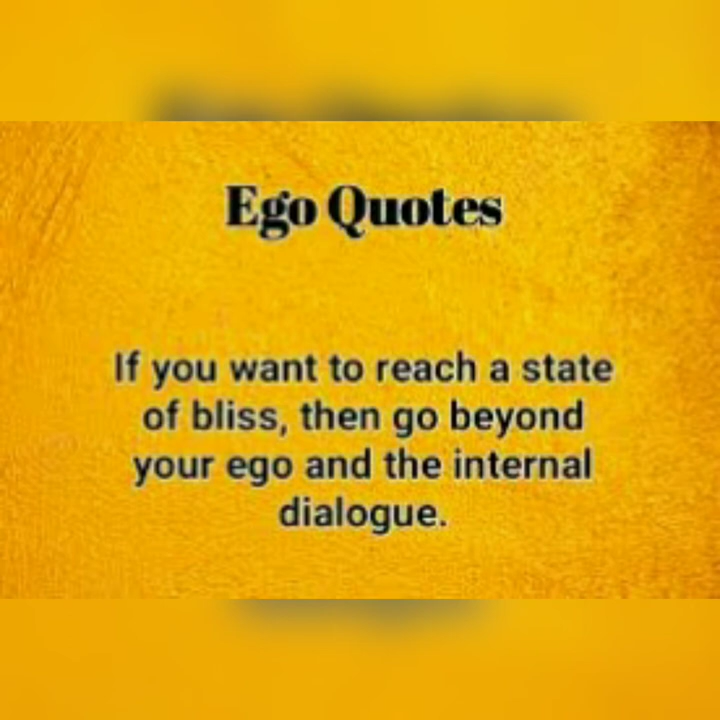 Ego Quotes
If you want to reach a state
of bliss, then go beyond
your ego and the internal
dialogue.